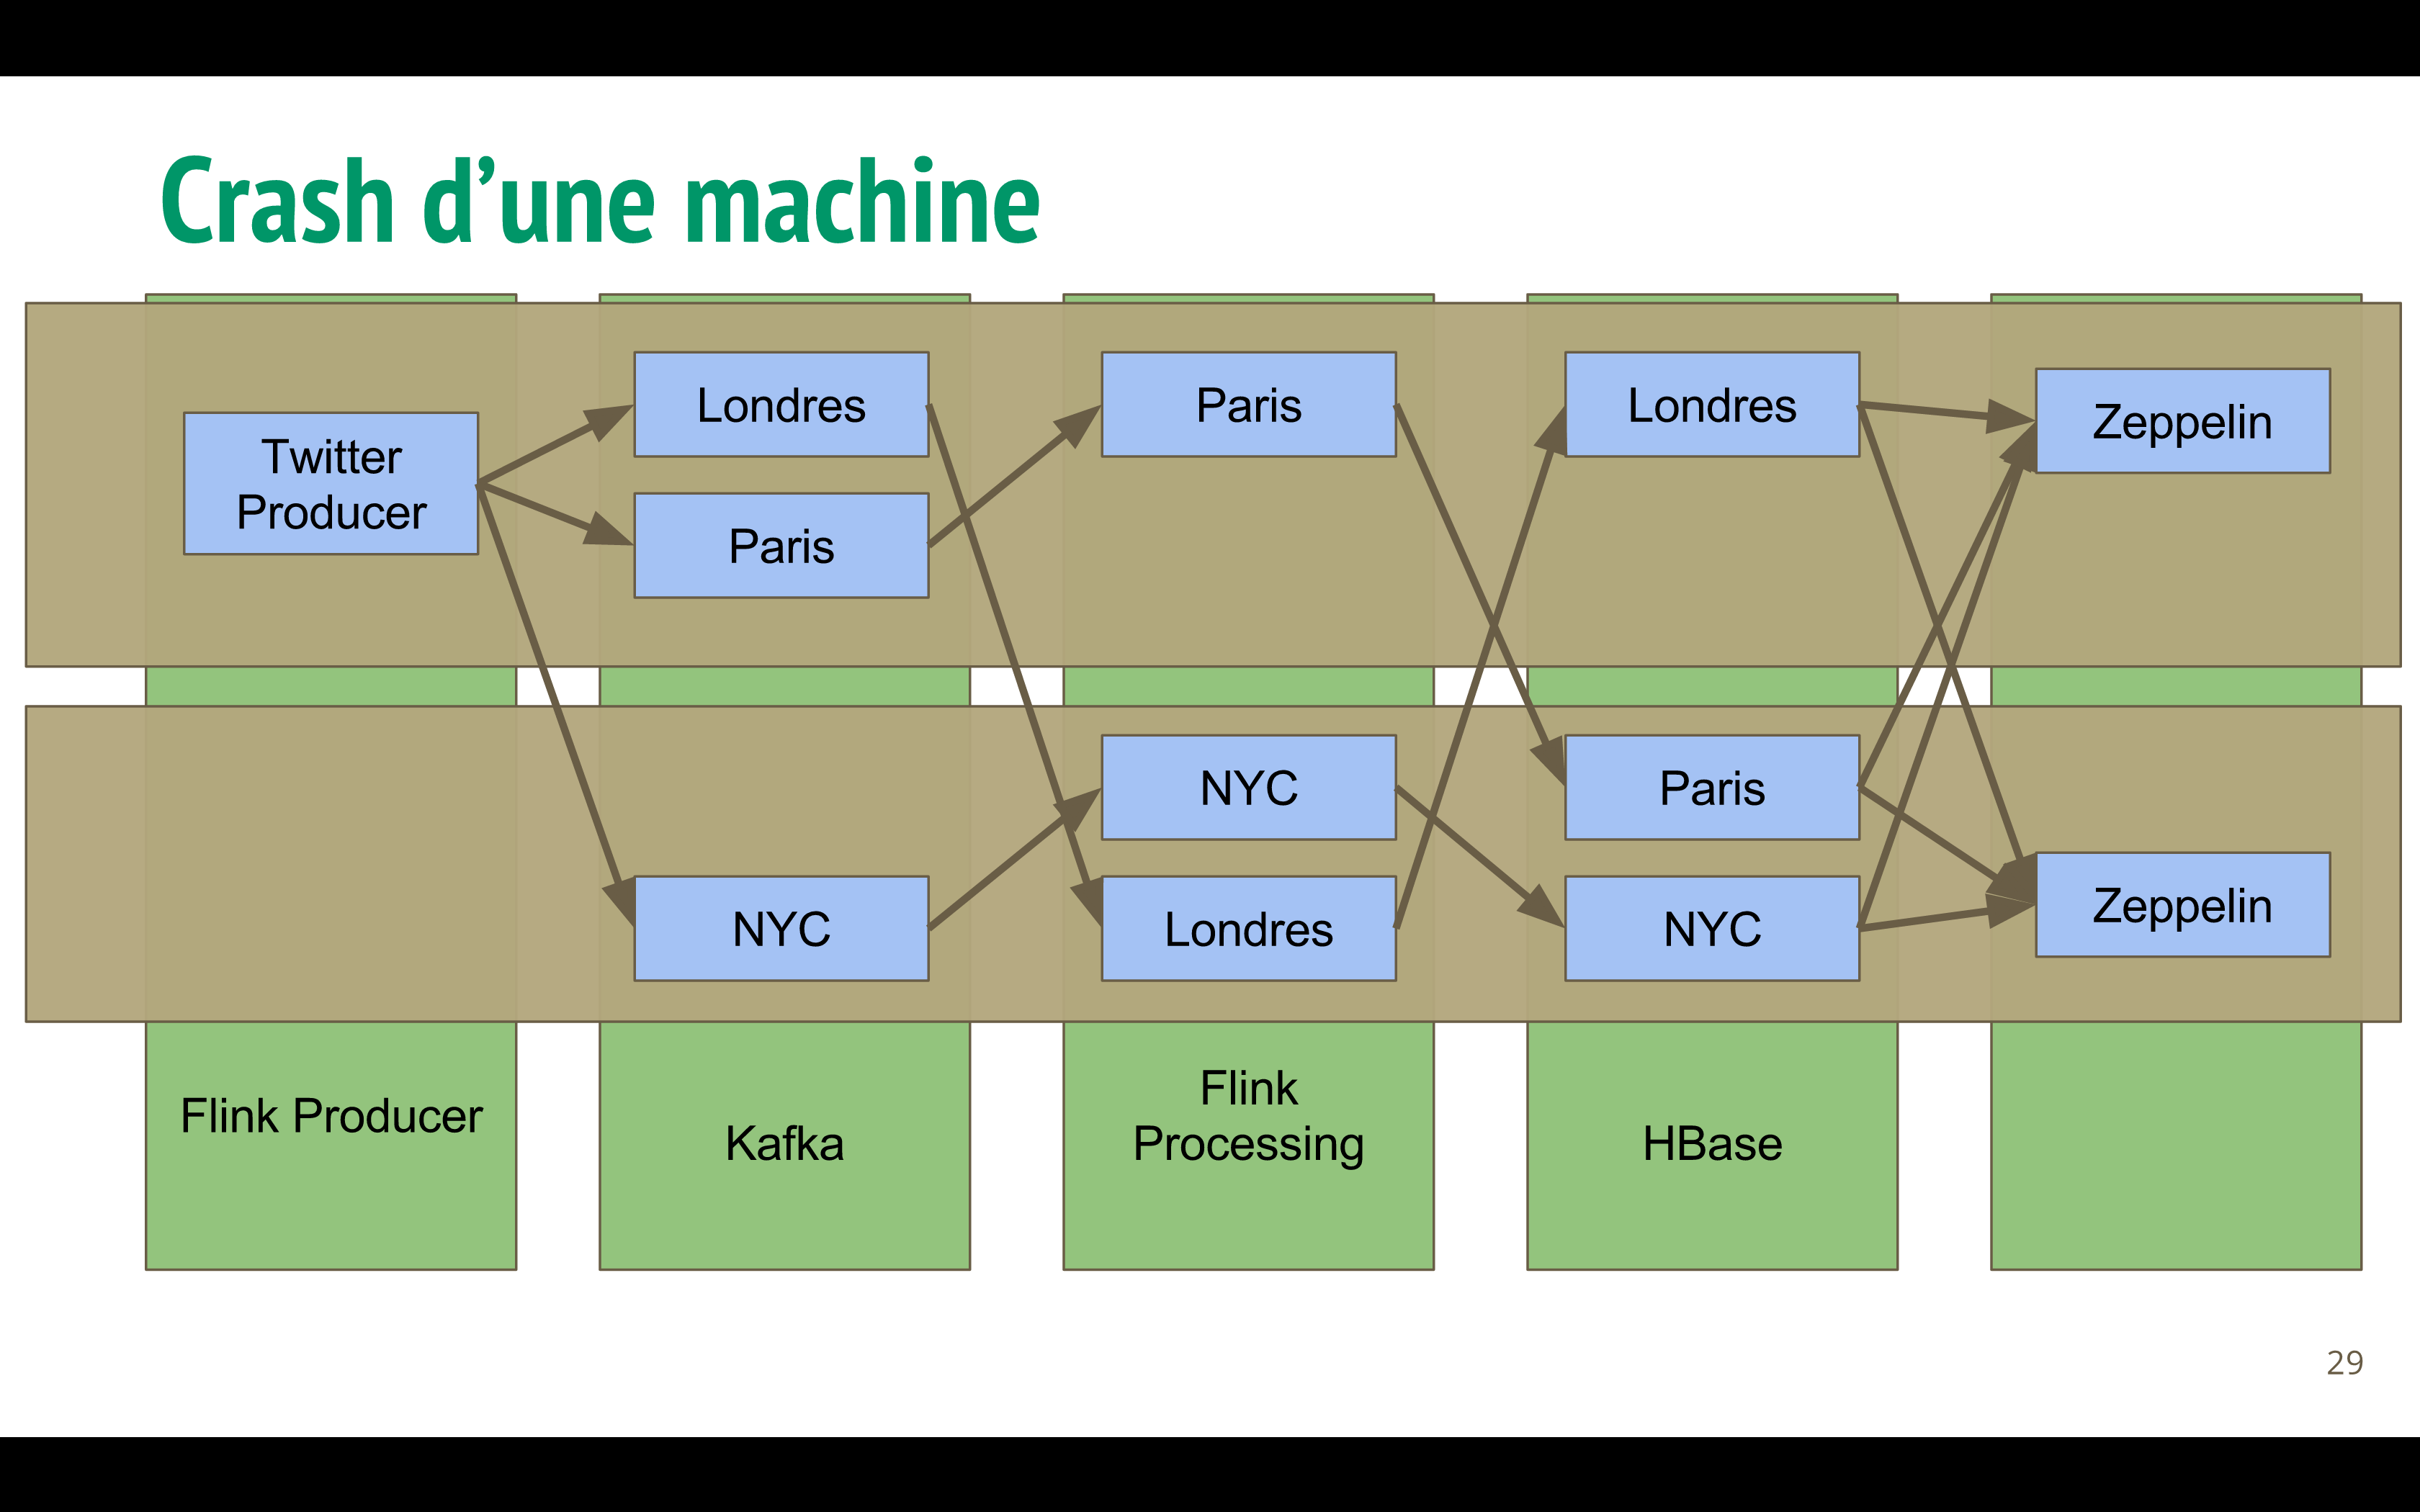 Crash d’une machine
Twitter
Producer
Londres
Paris
Paris
Londres
Zeppelin
NYC
NYC
Londres
Paris
NYC
Zeppelin
Flink Producer
Kafka
Flink
Processing
HBase
29